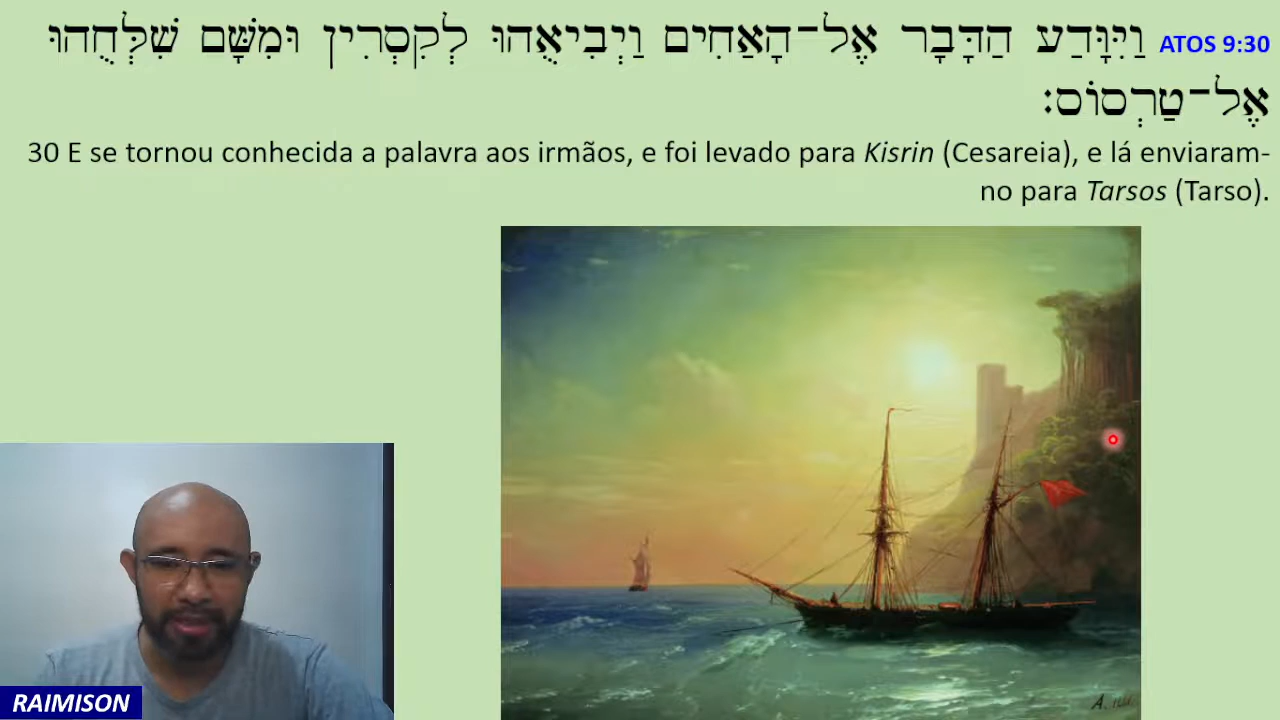 ATOS 9:30 וַיִּוָּדַע הַדָּבָר אֶל־הָאַחִים וַיְבִיאֻהוּ לְקִסְרִין וּמִשָּׁם שִׁלְּחֻהוּ
אֶל־טַרְסוֹס׃
30 E se tornou conhecida a palavra aos irmãos, e foi levado para Kisrin (Cesareia), e lá enviaram-
no para Tarsos (Tarso).
RAIMISON